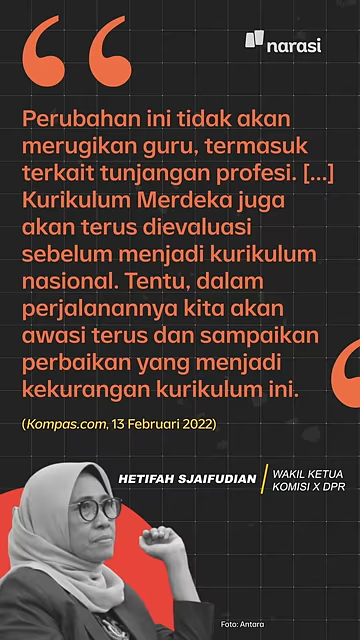 narasi
Perubahan ini tidak akan
merugikan guru, termasuk
terkait tunjangan profesi. [...]
Kurikulum Merdeka juga
akan terus dievaluasi
sebelum menjadi kurikulum
nasional. Tentu, dalam
perjalanannya kita akan
awasi terus dan sampaikan
perbaikan yang menjadi
kekurangan kurikulum ini.
(Kompas.com, 13 Februari 2022)
HETIFAH SJAIFUDIAN
WAKIL KETUA
KOMISI X DPR
Foto: Antara